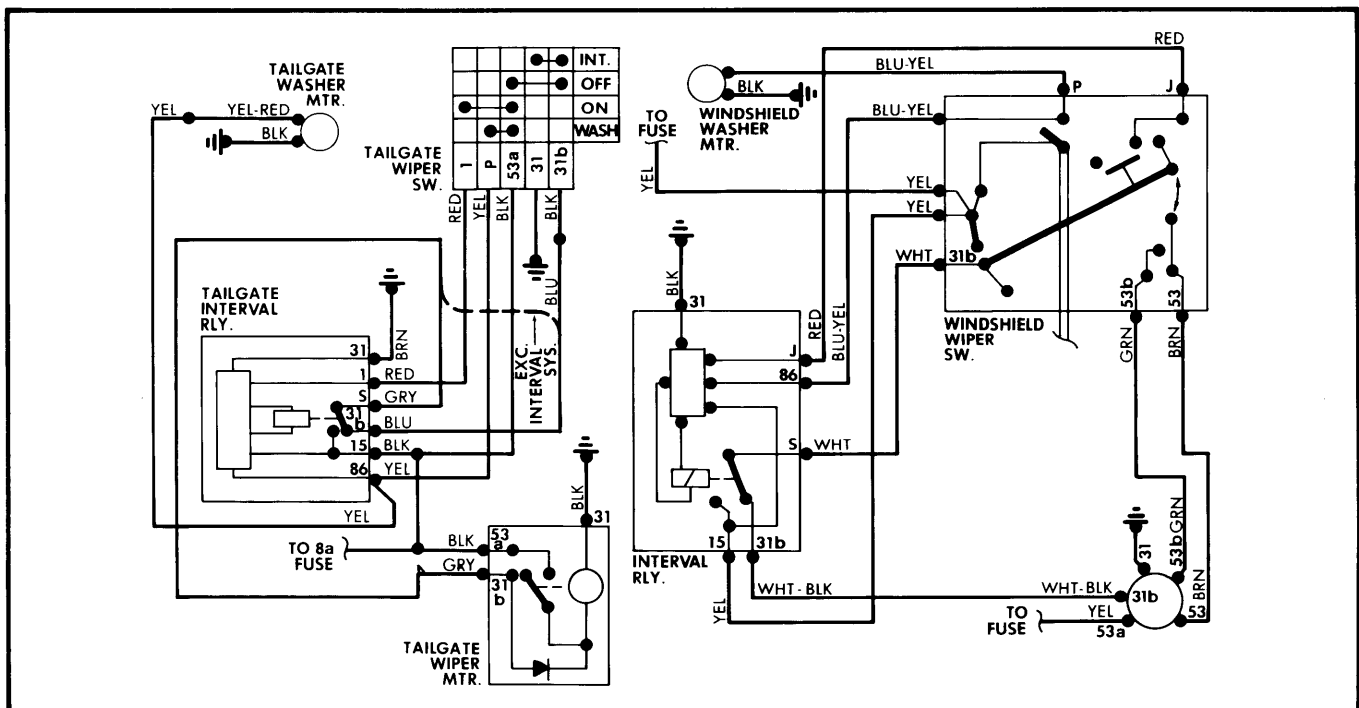 TAILGATE
WASHER
MTR.
YEL
YEL-RED
BLK
INT.
OFF
ON
WASH
TAILGATE
WIPER
SW.
1
P
53a
31
31b
RED
YEL
BLK
BLK
BLU
TAILGATE
INTERVAL
RLY.
31
BRN
1
RED
S
GRY
31
b
BLU
15
BLK
86
YEL
YEL
EXC.
INTERVAL
SYS.
TO 8a
FUSE
BLK
53
a
GRY
31
b
BLK
31
TAILGATE
WIPER
MTR.
BLU-YEL
RED
BLK
WINDSHIELD
WASHER
MTR.
TO
FUSE
YEL
BLU-YEL
P
J
YEL
YEL
WHT
31b
53b
53
WINDSHIELD
WIPER
SW.
GRN
BRN
BLK
31
J
RED
86
BLU-YEL
S
WHT
15
31b
INTERVAL
RLY.
YEL
WHT-BLK
WHT-BLK
31b
TO
FUSE
YEL
53a
31
53b
GRN
BRN
53